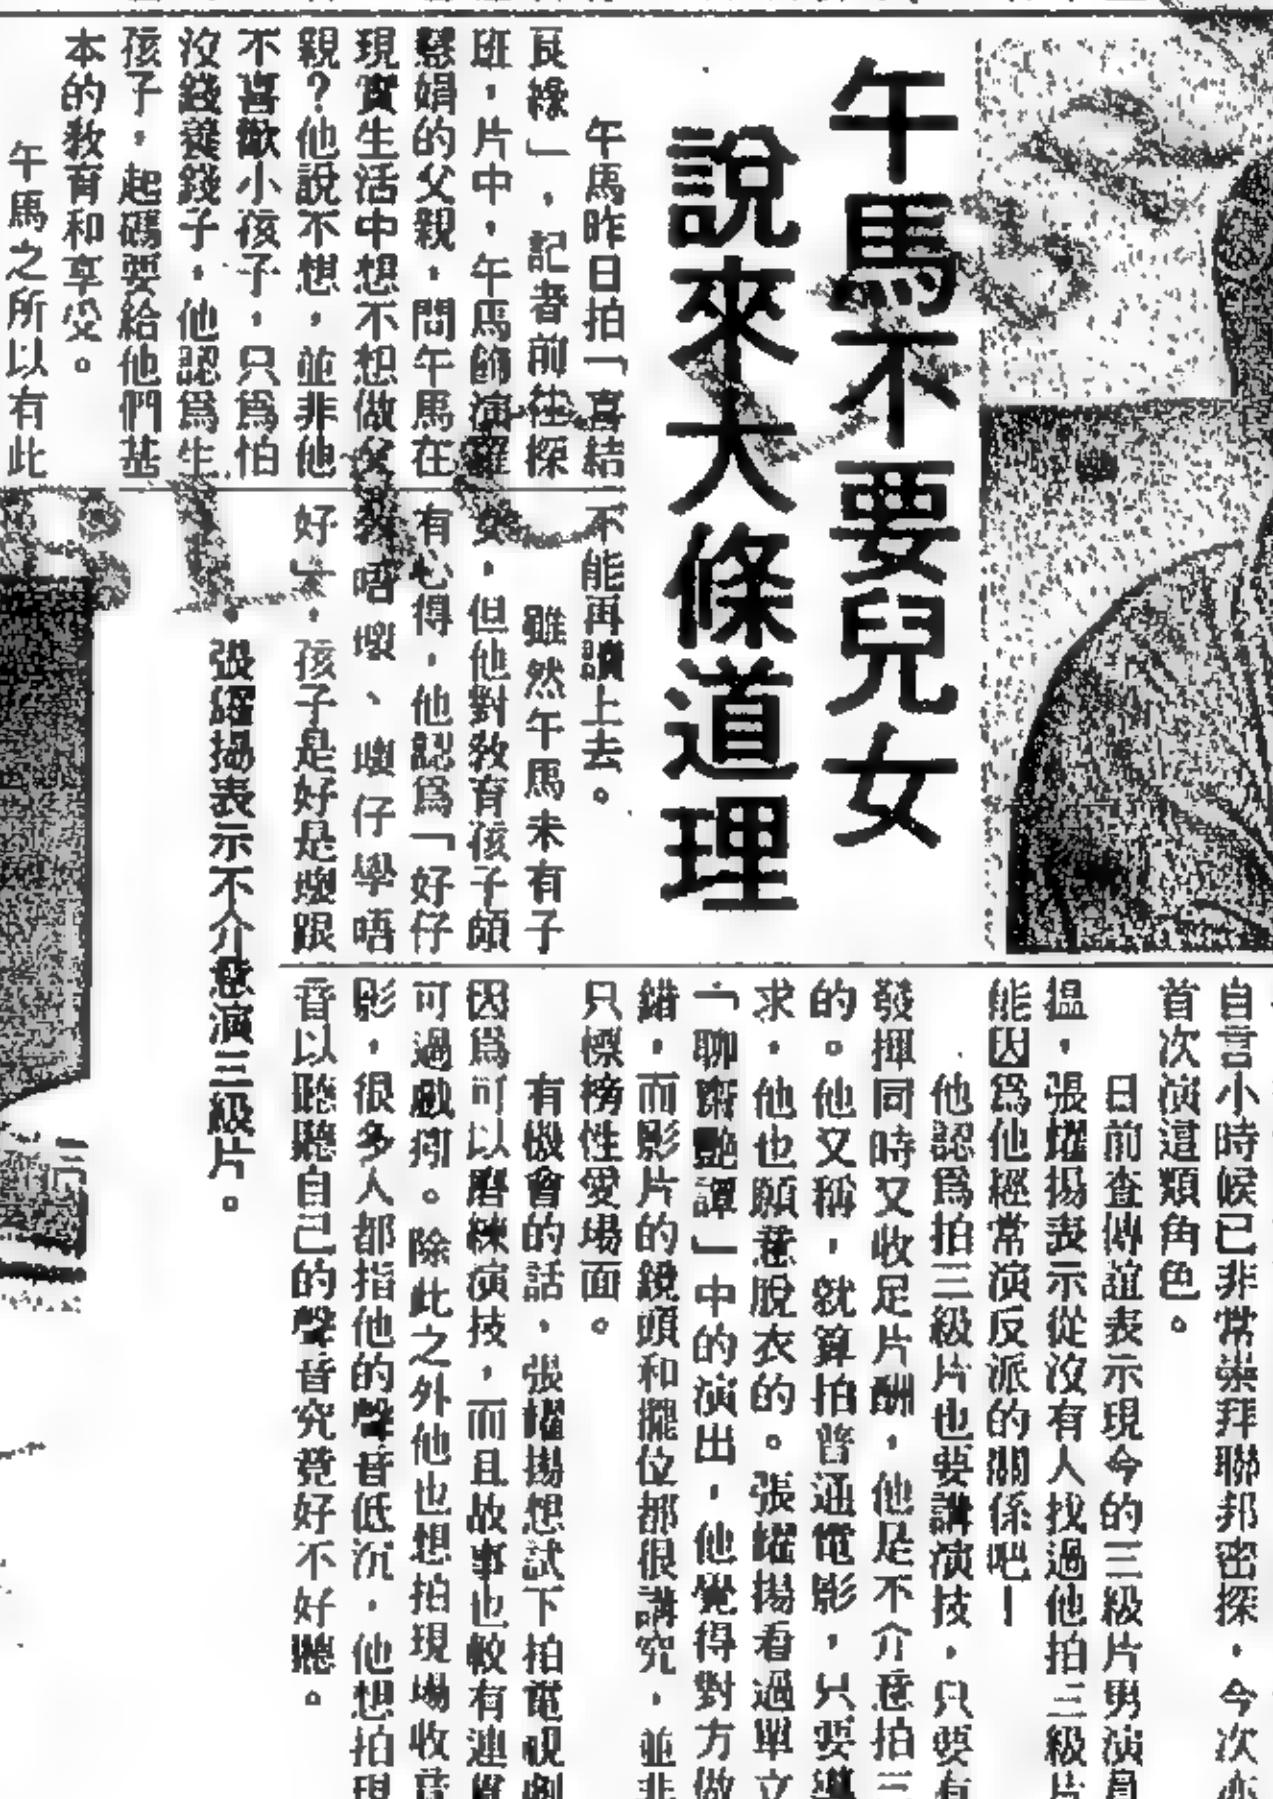 午馬不要兒女
說來大條道理
午馬昨日拍「喜結
良緣」，記者前往探
班，片中，午馬飾演羅
慧娟的父親，問午馬在
現實生活中想不想做父
親？他說不想，並非他
不喜歡小孩子，只為怕
沒錢養錢子，他認為生
孩子，起碼要給他們基
本的教育和享受。
午馬之所以有此
不能再讀上去。
雖然午馬未有子
女，但他對教育孩子頗
有心得，他認為「好仔
教唔壞、壞仔學唔
好」，孩子是好是壞跟
張耀揚表示不介意演三級片。
自言小時候已非常崇拜聯邦密探，今次亦
首次演這類角色。
日前查傳誼表示現今的三級片男演員
搵，張耀揚表示從沒有人找過他拍三級片
能因為他經常演反派的關係吧！
他認為拍三級片也要講演技，只要有
發揮同時又收足片酬，他是不介意拍三
的。他又稱，就算拍普通電影，只要導
求，他也願意脫衣的。張耀揚看過單立
「聊齋艷譚」中的演出，他覺得對方做
錯，而影片的鏡頭和擺位都很講究，並非
只標榜性愛場面。
有機會的話，張耀揚想試下拍電視劇
因為可以磨練演技，而且故事也較有連貫
可過戲癮。除此之外他也想拍現場收音
影，很多人都指他的聲音低沉，他想拍現
音以聽聽自己的聲音究竟好不好聽。